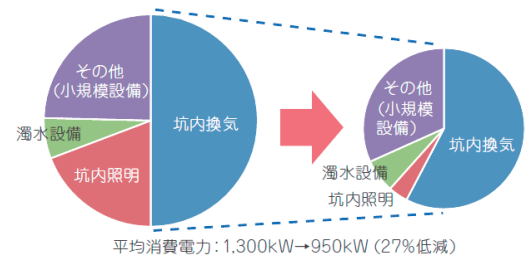 その他
(小規模設備)
濁水設備
坑内照明
坑内換気
その他
(小規模
設備)
濁水設備
坑内照明
坑内換気
平均消費電力：1,300kW→950kW（27%低減）